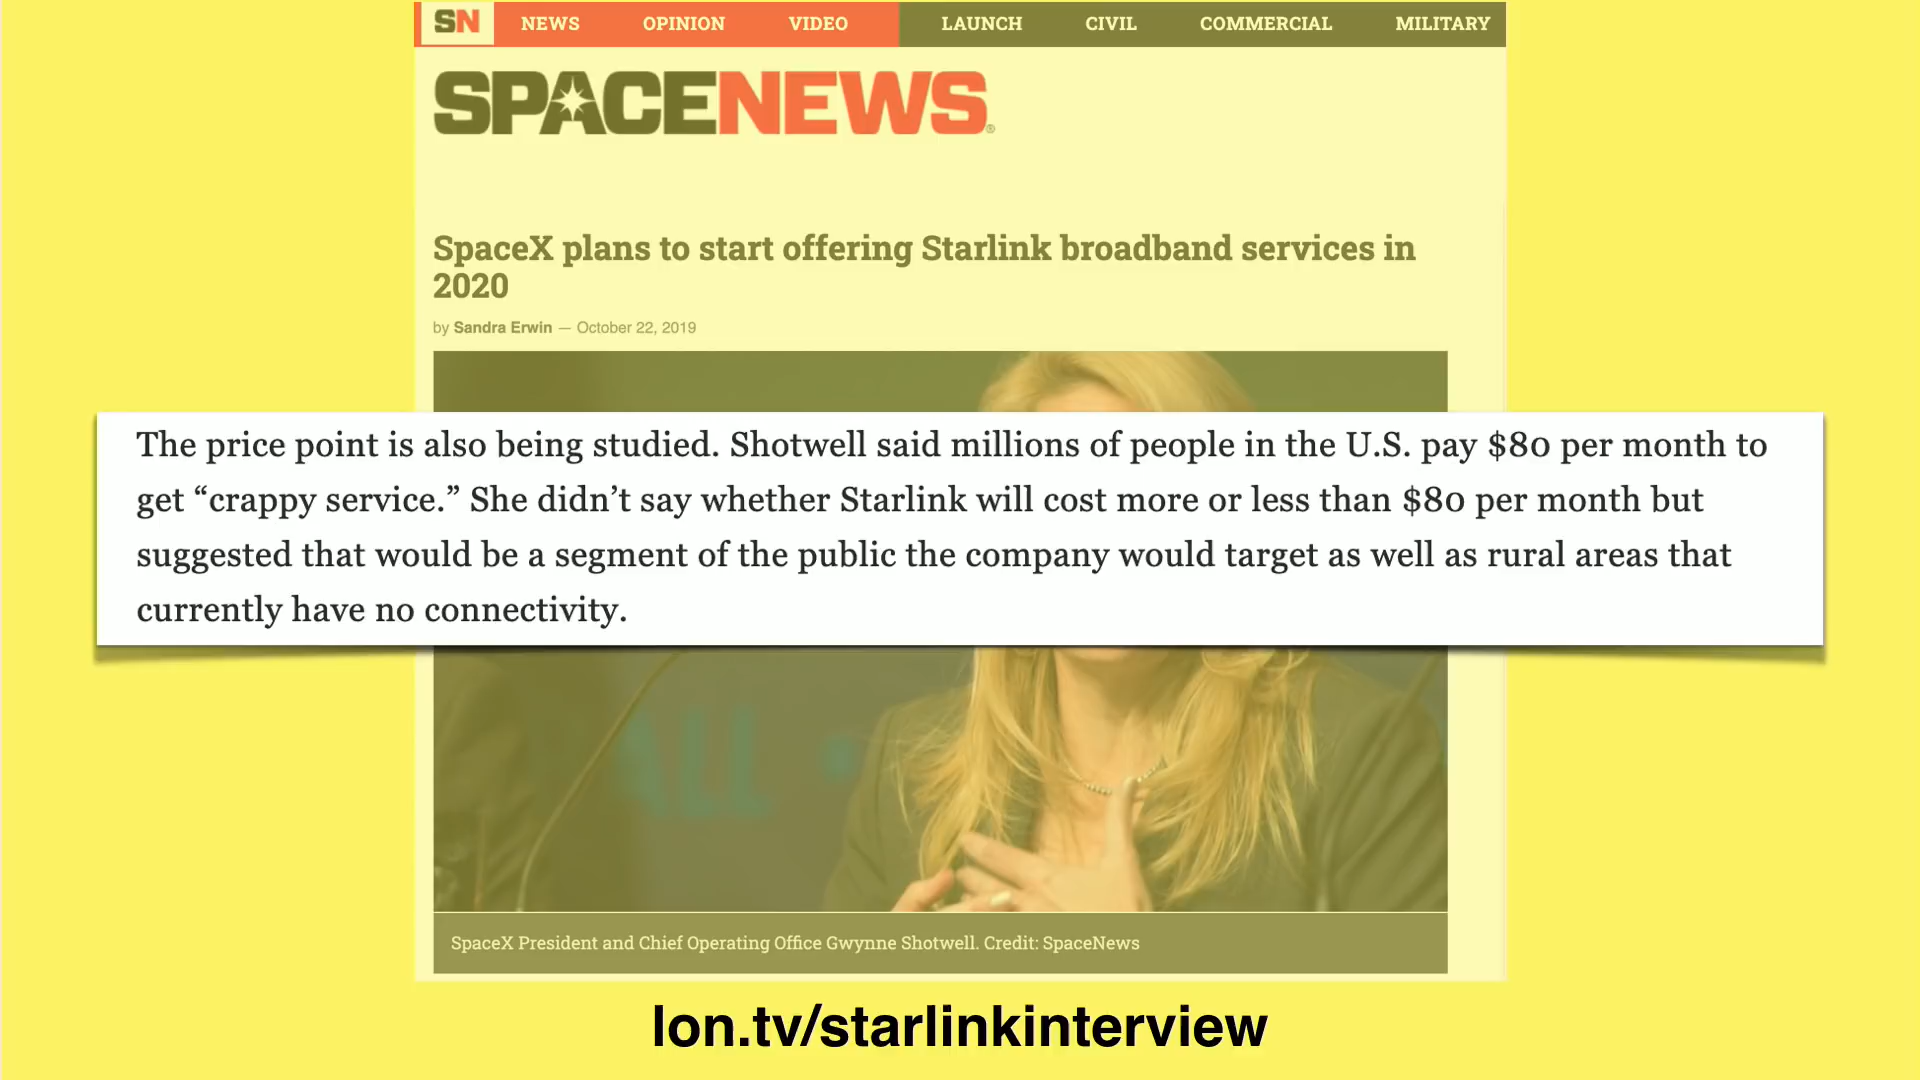 SN NEWS OPINION VIDEO LAUNCH CIVIL COMMERCIAL MILITARY
SPACENEWS®
SpaceX plans to start offering Starlink broadband services in
2020
by Sandra Erwin — October 22, 2019
The price point is also being studied. Shotwell said millions of people in the U.S. pay $80 per month to
get “crappy service.” She didn’t say whether Starlink will cost more or less than $80 per month but
suggested that would be a segment of the public the company would target as well as rural areas that
currently have no connectivity.
ALL
SpaceX President and Chief Operating Office Gwynne Shotwell. Credit: SpaceNews
lon.tv/starlinkinterview